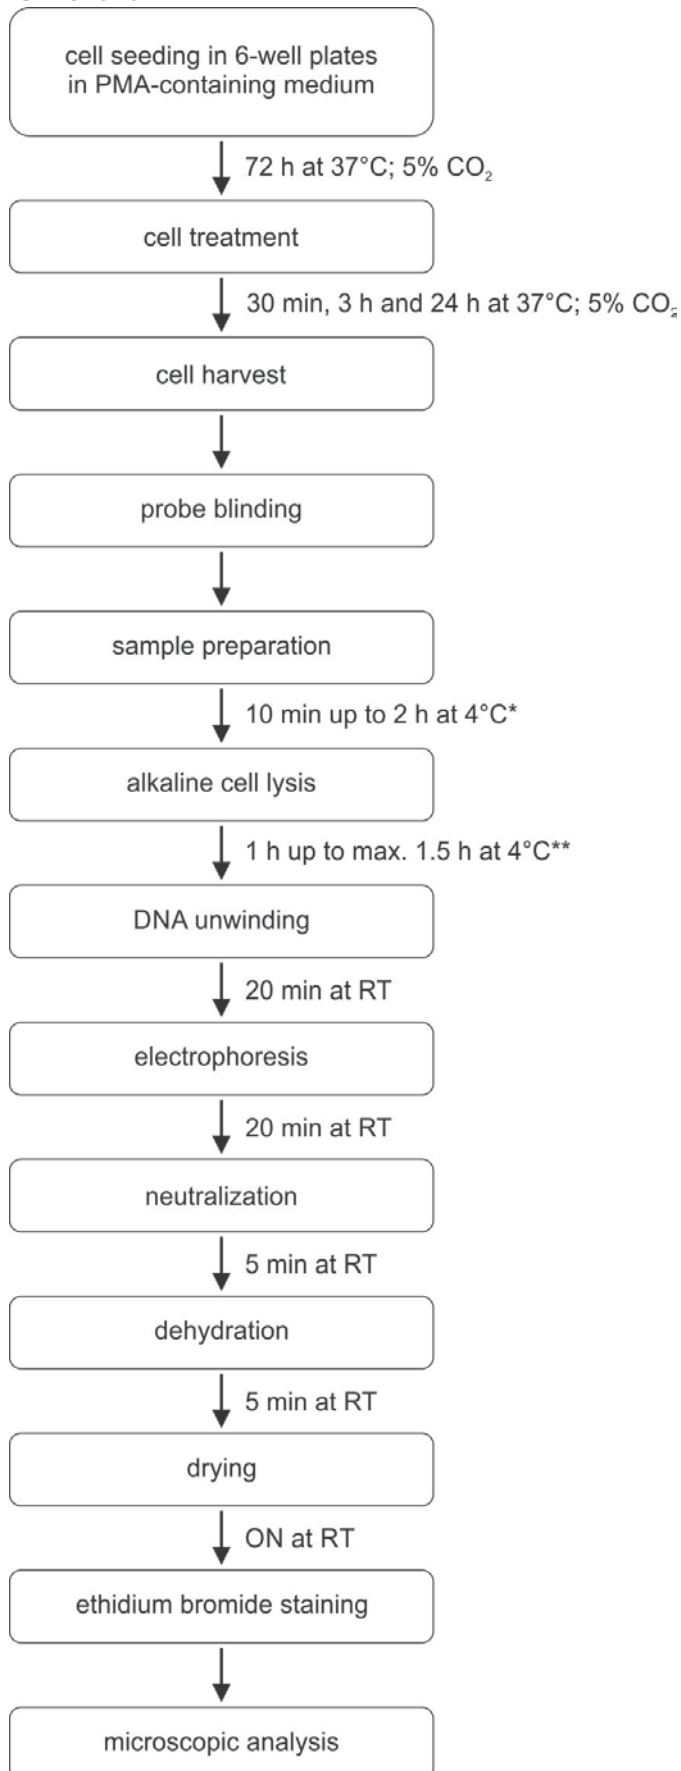 cell seeding in 6-well plates
in PMA-containing medium
72 h at 37°C; 5% CO₂
cell treatment
30 min, 3 h and 24 h at 37°C; 5% CO₂
cell harvest
probe blinding
sample preparation
10 min up to 2 h at 4°C*
alkaline cell lysis
1 h up to max. 1.5 h at 4°C**
DNA unwinding
20 min at RT
electrophoresis
20 min at RT
neutralization
5 min at RT
dehydration
5 min at RT
drying
ON at RT
ethidium bromide staining
microscopic analysis